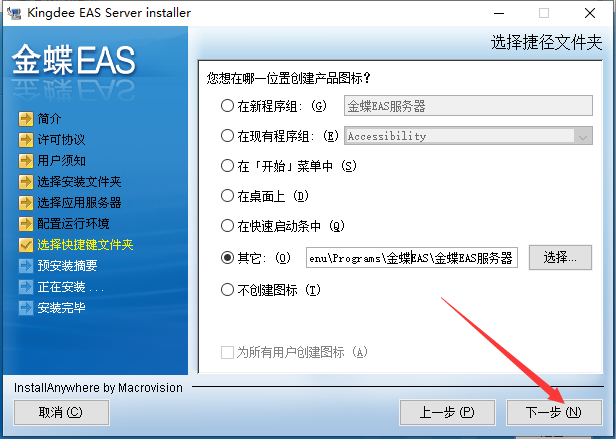 Kingdee EAS Server installer
选择捷径文件夹
金蝶EAS
您想在哪一位置创建产品图标?
在新程序组: (G) 金蝶EAS服务器
在现有程序组: (E) Accessibility
在「开始」菜单中 (S)
在桌面上 (D)
在快速启动条中 (Q)
其它: (O) enu\Programs\金蝶EAS\金蝶EAS服务器 选择...
不创建图标 (I)
为所有用户创建图标 (A)
简介
许可协议
用户须知
选择安装文件夹
选择应用服务器
配置运行环境
选择快捷键文件夹
预安装摘要
正在安装 . . .
安装完毕
InstallAnywhere by Macrovision
取消 (C) 上一步 (P) 下一步 (N)